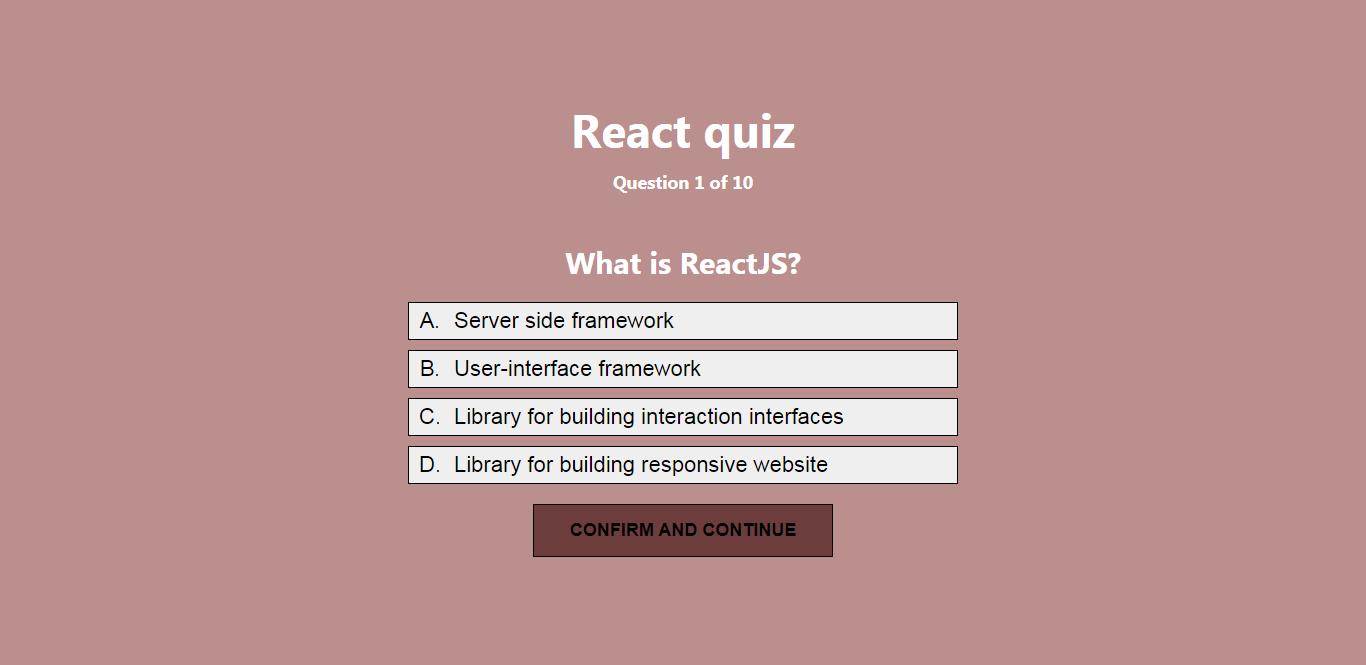 React quiz
Question 1 of 10
What is ReactJS?
A. Server side framework
B. User-interface framework
C. Library for building interaction interfaces
D. Library for building responsive website
CONFIRM AND CONTINUE